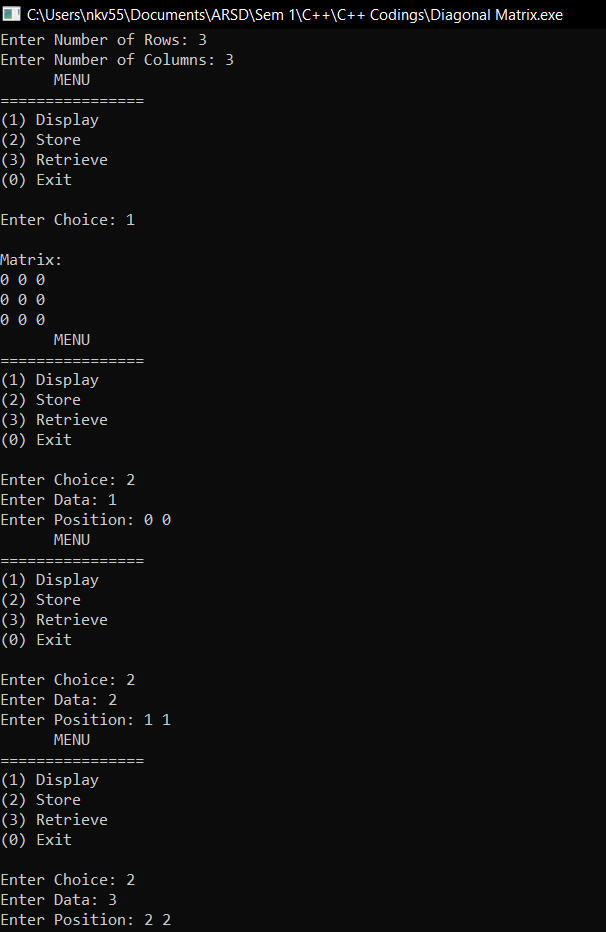 C:\Users\nkv55\Documents\ARSD\Sem 1\C++\C++ Codings\Diagonal Matrix.exe
Enter Number of Rows: 3
Enter Number of Columns: 3
      MENU
================
(1) Display
(2) Store
(3) Retrieve
(0) Exit

Enter Choice: 1

Matrix:
0 0 0
0 0 0
0 0 0
      MENU
================
(1) Display
(2) Store
(3) Retrieve
(0) Exit

Enter Choice: 2
Enter Data: 1
Enter Position: 0 0
      MENU
================
(1) Display
(2) Store
(3) Retrieve
(0) Exit

Enter Choice: 2
Enter Data: 2
Enter Position: 1 1
      MENU
================
(1) Display
(2) Store
(3) Retrieve
(0) Exit

Enter Choice: 2
Enter Data: 3
Enter Position: 2 2